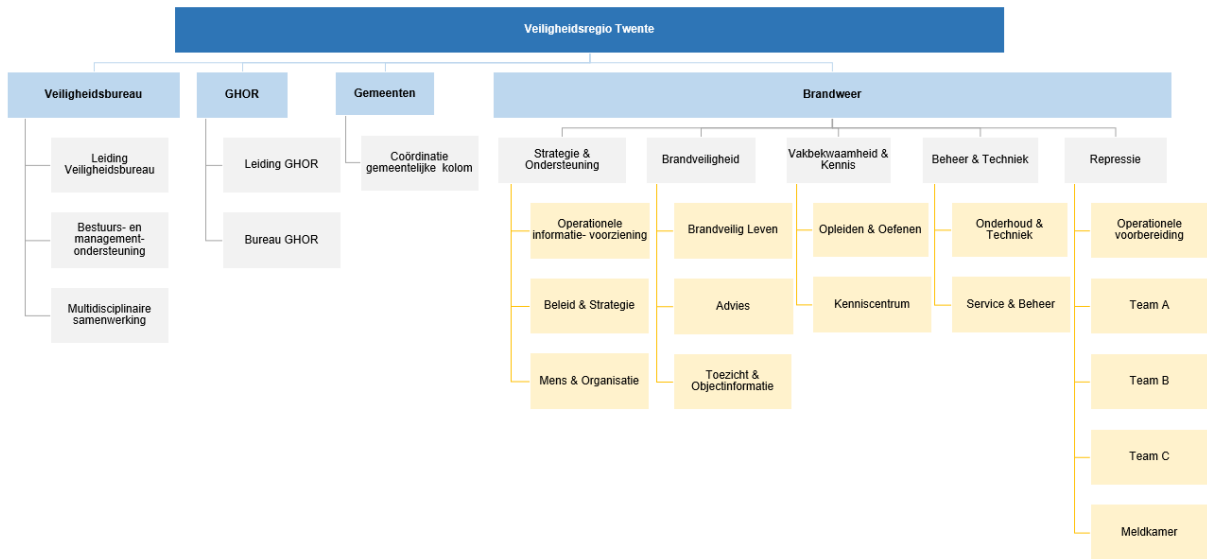 Veiligheidsregio Twente
Veiligheidsbureau
GHOR
Gemeenten
Brandweer
Leiding
Veiligheidsbureau
Bestuurs- en
management-
ondersteuning
Multidisciplinaire
samenwerking
Leiding GHOR
Bureau GHOR
Coördinatie
gemeentelijke kolom
Strategie &
Ondersteuning
Operationele
informatie- voorziening
Beleid & Strategie
Mens & Organisatie
Brandveiligheid
Brandveilig Leven
Advies
Toezicht &
Objectinformatie
Vakbekwaamheid &
Kennis
Opleiden & Oefenen
Kenniscentrum
Beheer & Techniek
Onderhoud &
Techniek
Service & Beheer
Repressie
Operationele
voorbereiding
Team A
Team B
Team C
Meldkamer